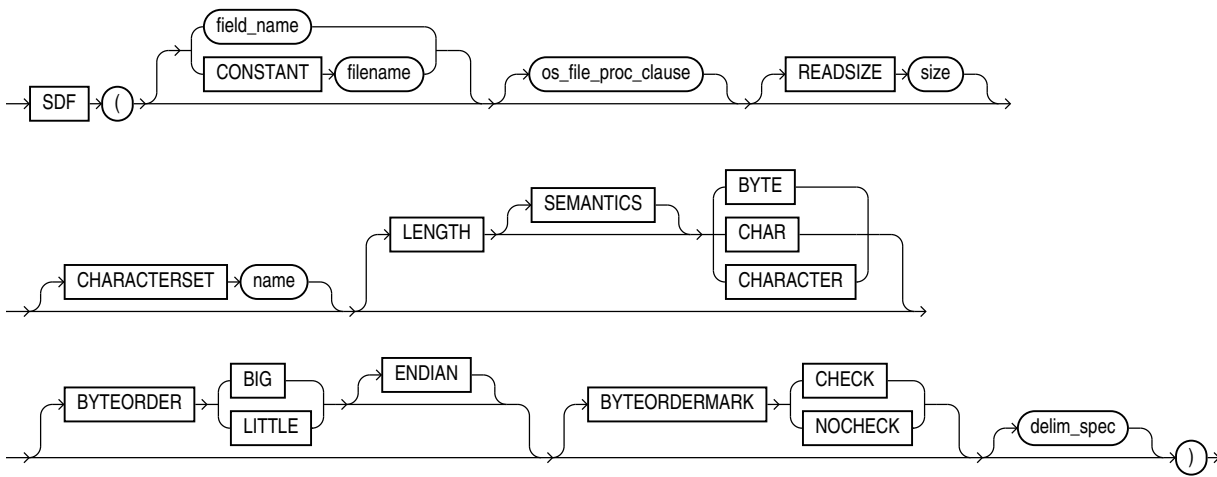 field_name
CONSTANT filename
os_file_proc_clause
READSIZE size
SDF (
BYTE
SEMANTICS
LENGTH
CHAR
CHARACTERSET name
CHARACTER
BIG
ENDIAN
BYTEORDER
LITTLE
CHECK
BYTEORDERMARK
NOCHECK
delim_spec
)